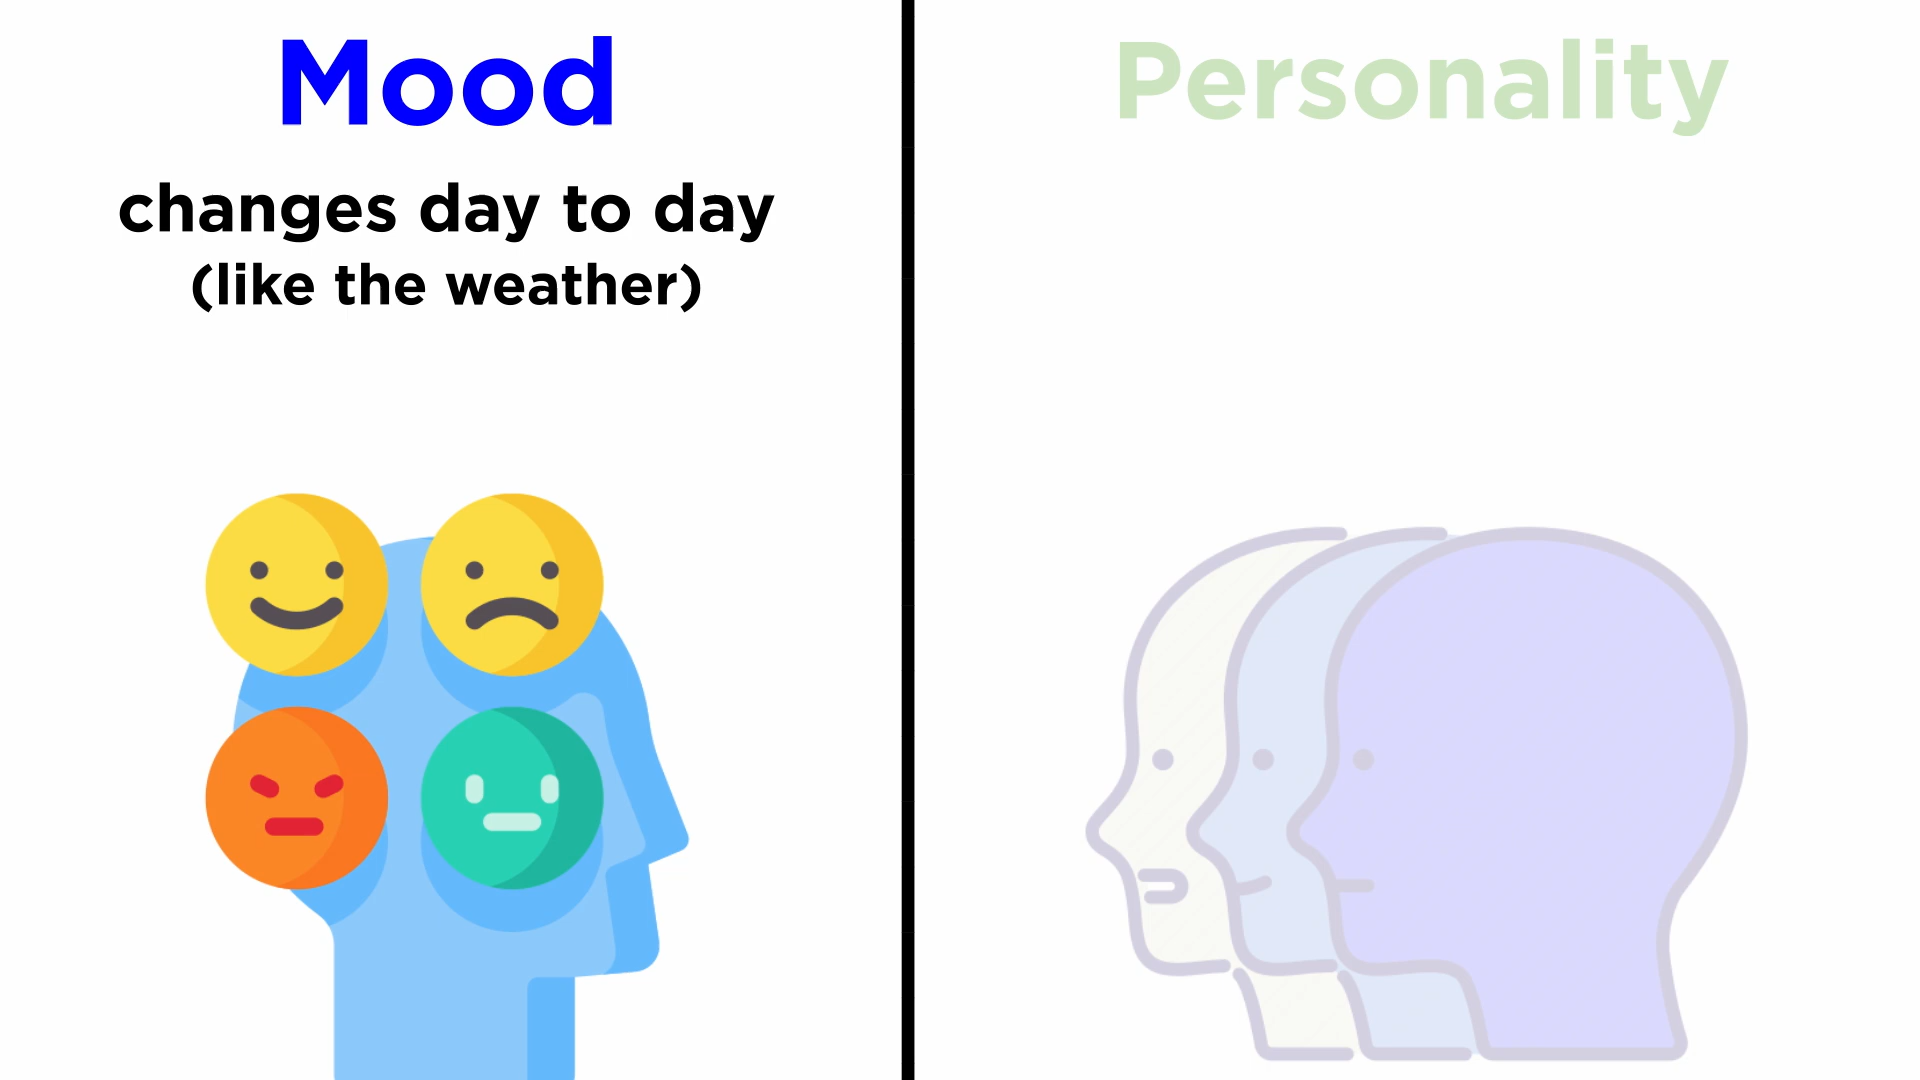 Mood
changes day to day
(like the weather)
Personality